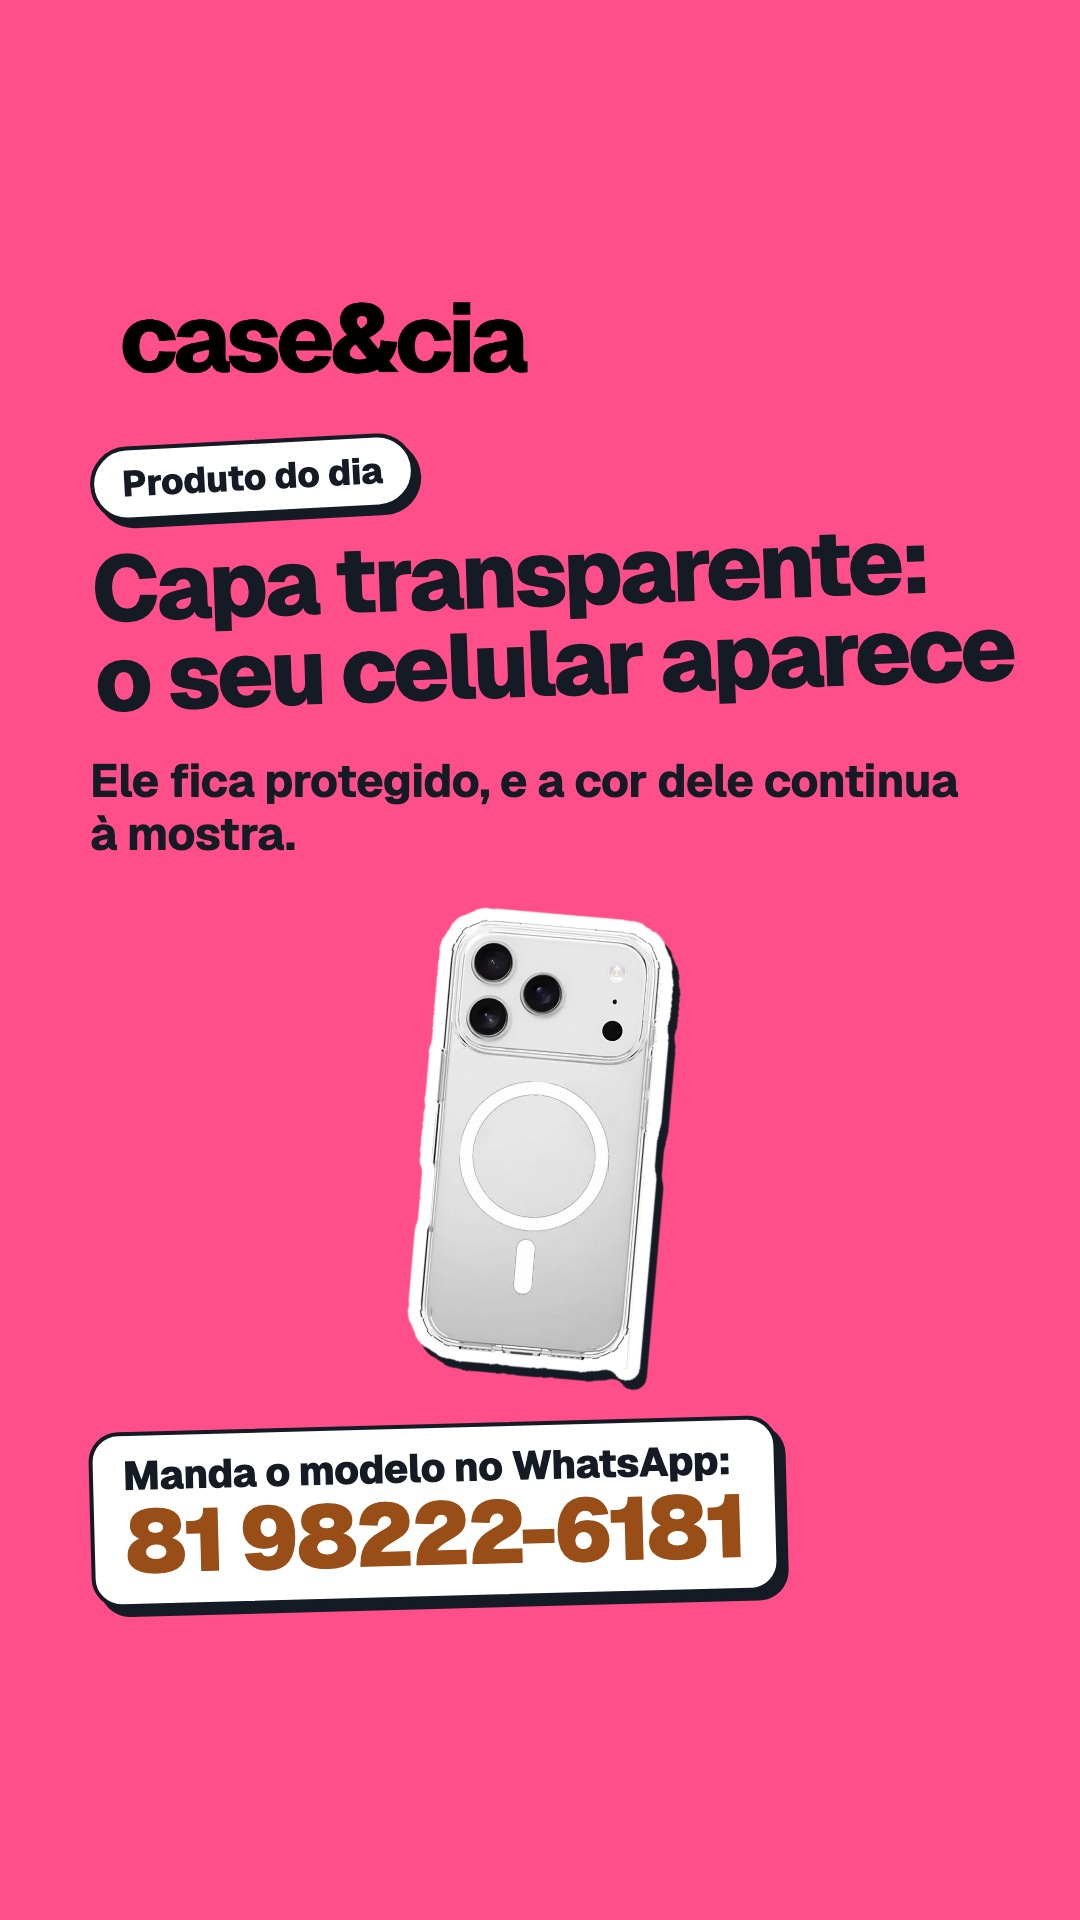 case&cia
Produto do dia
Capa transparente:
o seu celular aparece
Ele fica protegido, e a cor dele continua
à mostra.
Manda o modelo no WhatsApp:
81 98222-6181